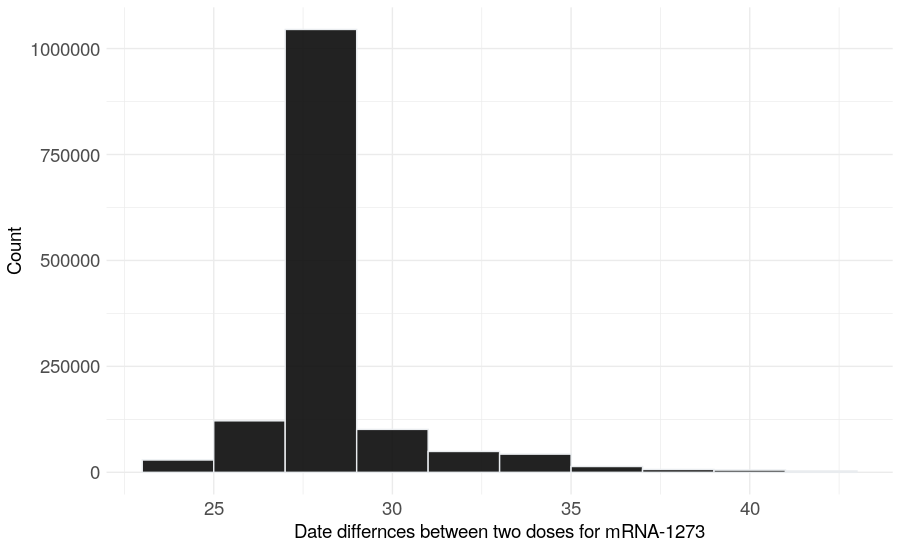 1000000
750000
500000
250000
0
Count
25 30 35 40
Date differnces between two doses for mRNA-1273